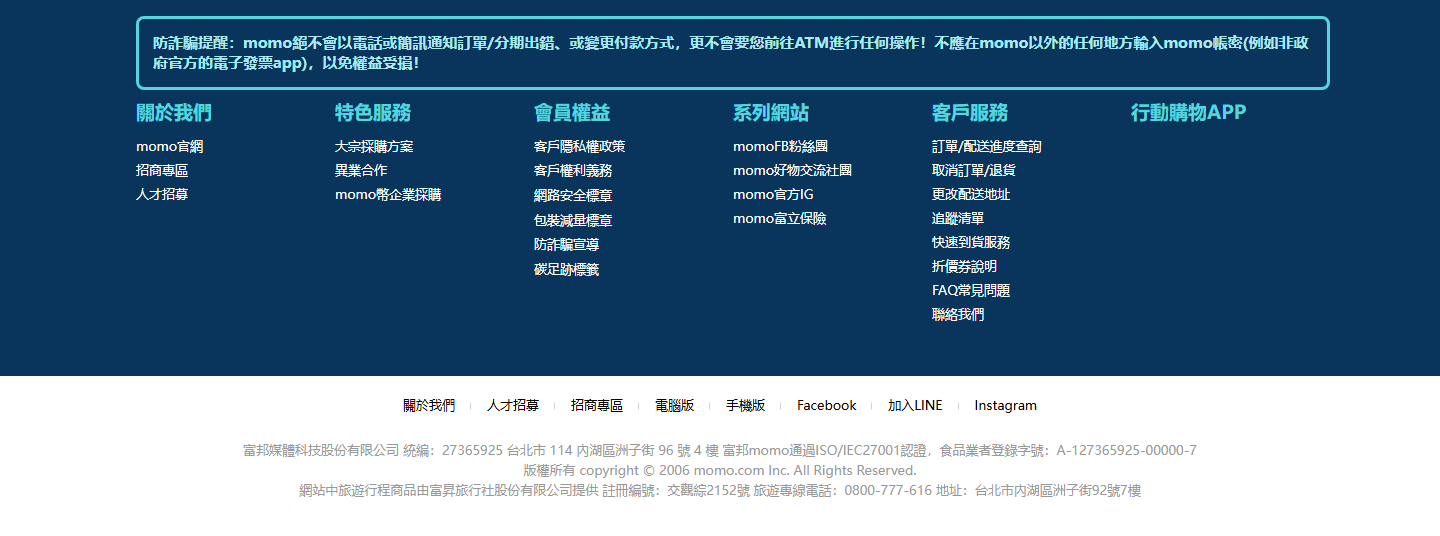 防詐騙提醒：momo絕不會以電話或簡訊通知訂單/分期出錯、或變更付款方式，更不會要您前往ATM進行任何操作！不應在momo以外的任何地方輸入momo帳密(例如非政
府官方的電子發票app)，以免權益受損！
關於我們
momo官網
招商專區
人才招募
特色服務
大宗採購方案
異業合作
momo幣企業採購
會員權益
客戶隱私權政策
客戶權利義務
網路安全標章
包裝減量標章
防詐騙宣導
碳足跡標籤
系列網站
momoFB粉絲團
momo好物交流社團
momo官方IG
momo富立保險
客戶服務
訂單/配送進度查詢
取消訂單/退貨
更改配送地址
追蹤清單
快速到貨服務
折價券說明
FAQ常見問題
聯絡我們
行動購物APP
關於我們 | 人才招募 | 招商專區 | 電腦版 | 手機版 | Facebook | 加入LINE | Instagram
富邦媒體科技股份有限公司 統編：27365925 台北市 114 內湖區洲子街 96 號 4 樓 富邦momo通過ISO/IEC27001認證，食品業者登錄字號：A-127365925-00000-7
版權所有 copyright © 2006 momo.com Inc. All Rights Reserved.
網站中旅遊行程商品由富昇旅行社股份有限公司提供 註冊編號：交觀綜2152號 旅遊專線電話：0800-777-616 地址：台北市內湖區洲子街92號7樓